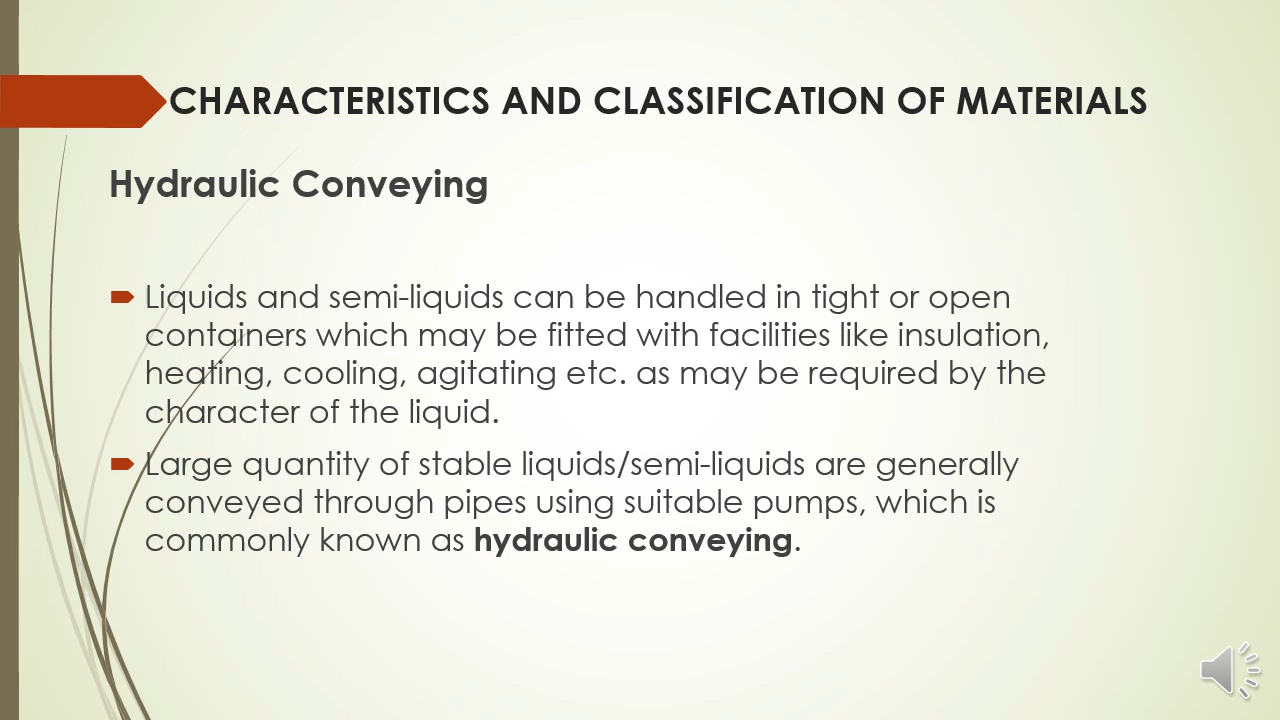 CHARACTERISTICS AND CLASSIFICATION OF MATERIALS
Hydraulic Conveying
Liquids and semi-liquids can be handled in tight or open
containers which may be fitted with facilities like insulation,
heating, cooling, agitating etc. as may be required by the
character of the liquid.
Large quantity of stable liquids/semi-liquids are generally
conveyed through pipes using suitable pumps, which is
commonly known as hydraulic conveying.